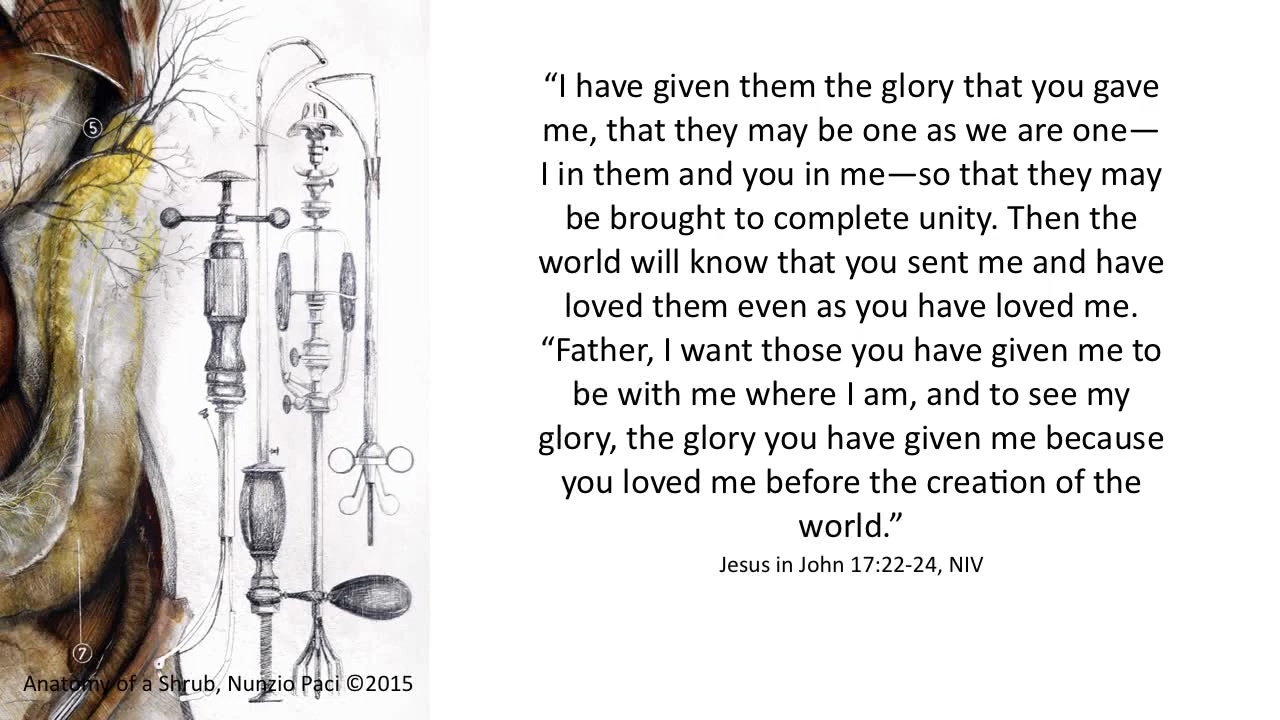 “I have given them the glory that you gave
me, that they may be one as we are one—
I in them and you in me—so that they may
be brought to complete unity. Then the
world will know that you sent me and have
loved them even as you have loved me.
“Father, I want those you have given me to
be with me where I am, and to see my
glory, the glory you have given me because
you loved me before the creation of the
world.”
Jesus in John 17:22-24, NIV
5
7
Anatomy of a Shrub, Nunzio Paci ©2015